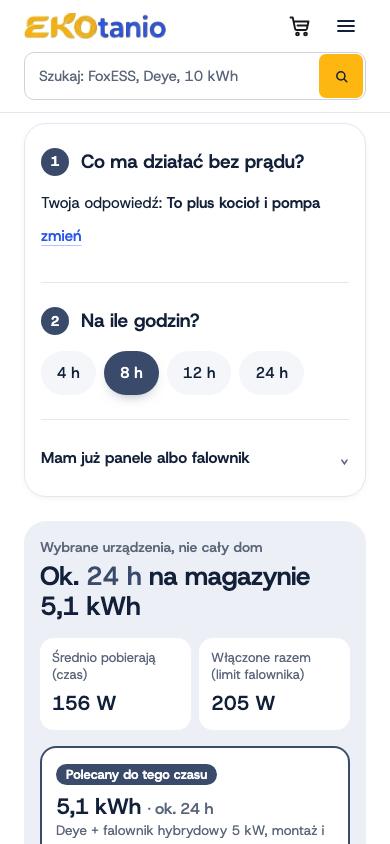 EKOtanio
Szukaj: FoxESS, Deye, 10 kWh
1 Co ma działać bez prądu?
Twoja odpowiedź: To plus kocioł i pompa
zmień
2 Na ile godzin?
4 h 8 h 12 h 24 h
Mam już panele albo falownik
Wybrane urządzenia, nie cały dom
Ok. 24 h na magazynie
5,1 kWh
Średnio pobierają
(czas)
156 W
Włączone razem
(limit falownika)
205 W
Polecany do tego czasu
5,1 kWh · ok. 24 h
Deye + falownik hybrydowy 5 kW, montaż i